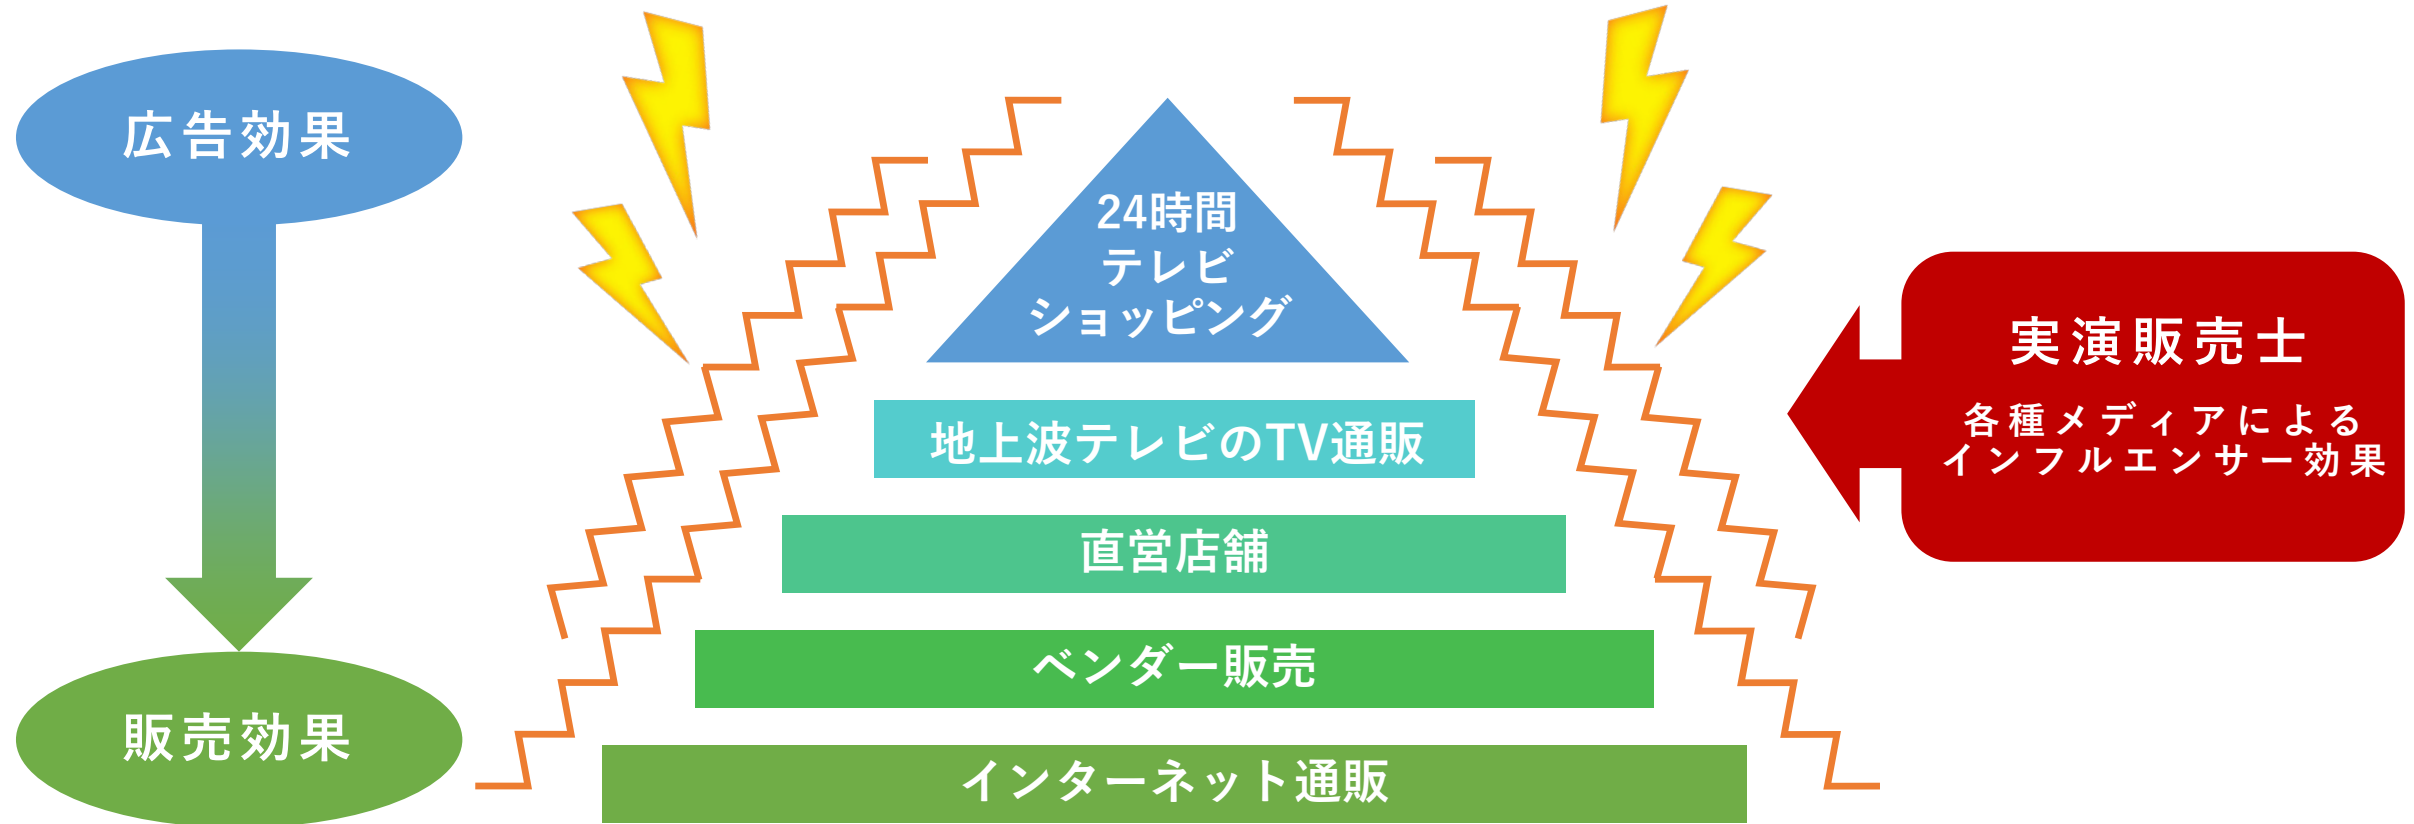 広告効果
販売効果
24時間
テレビ
ショッピング
地上波テレビのTV通販
直営店舗
ベンダー販売
インターネット通販
実演販売士
各種メディアによる
インフルエンサー効果